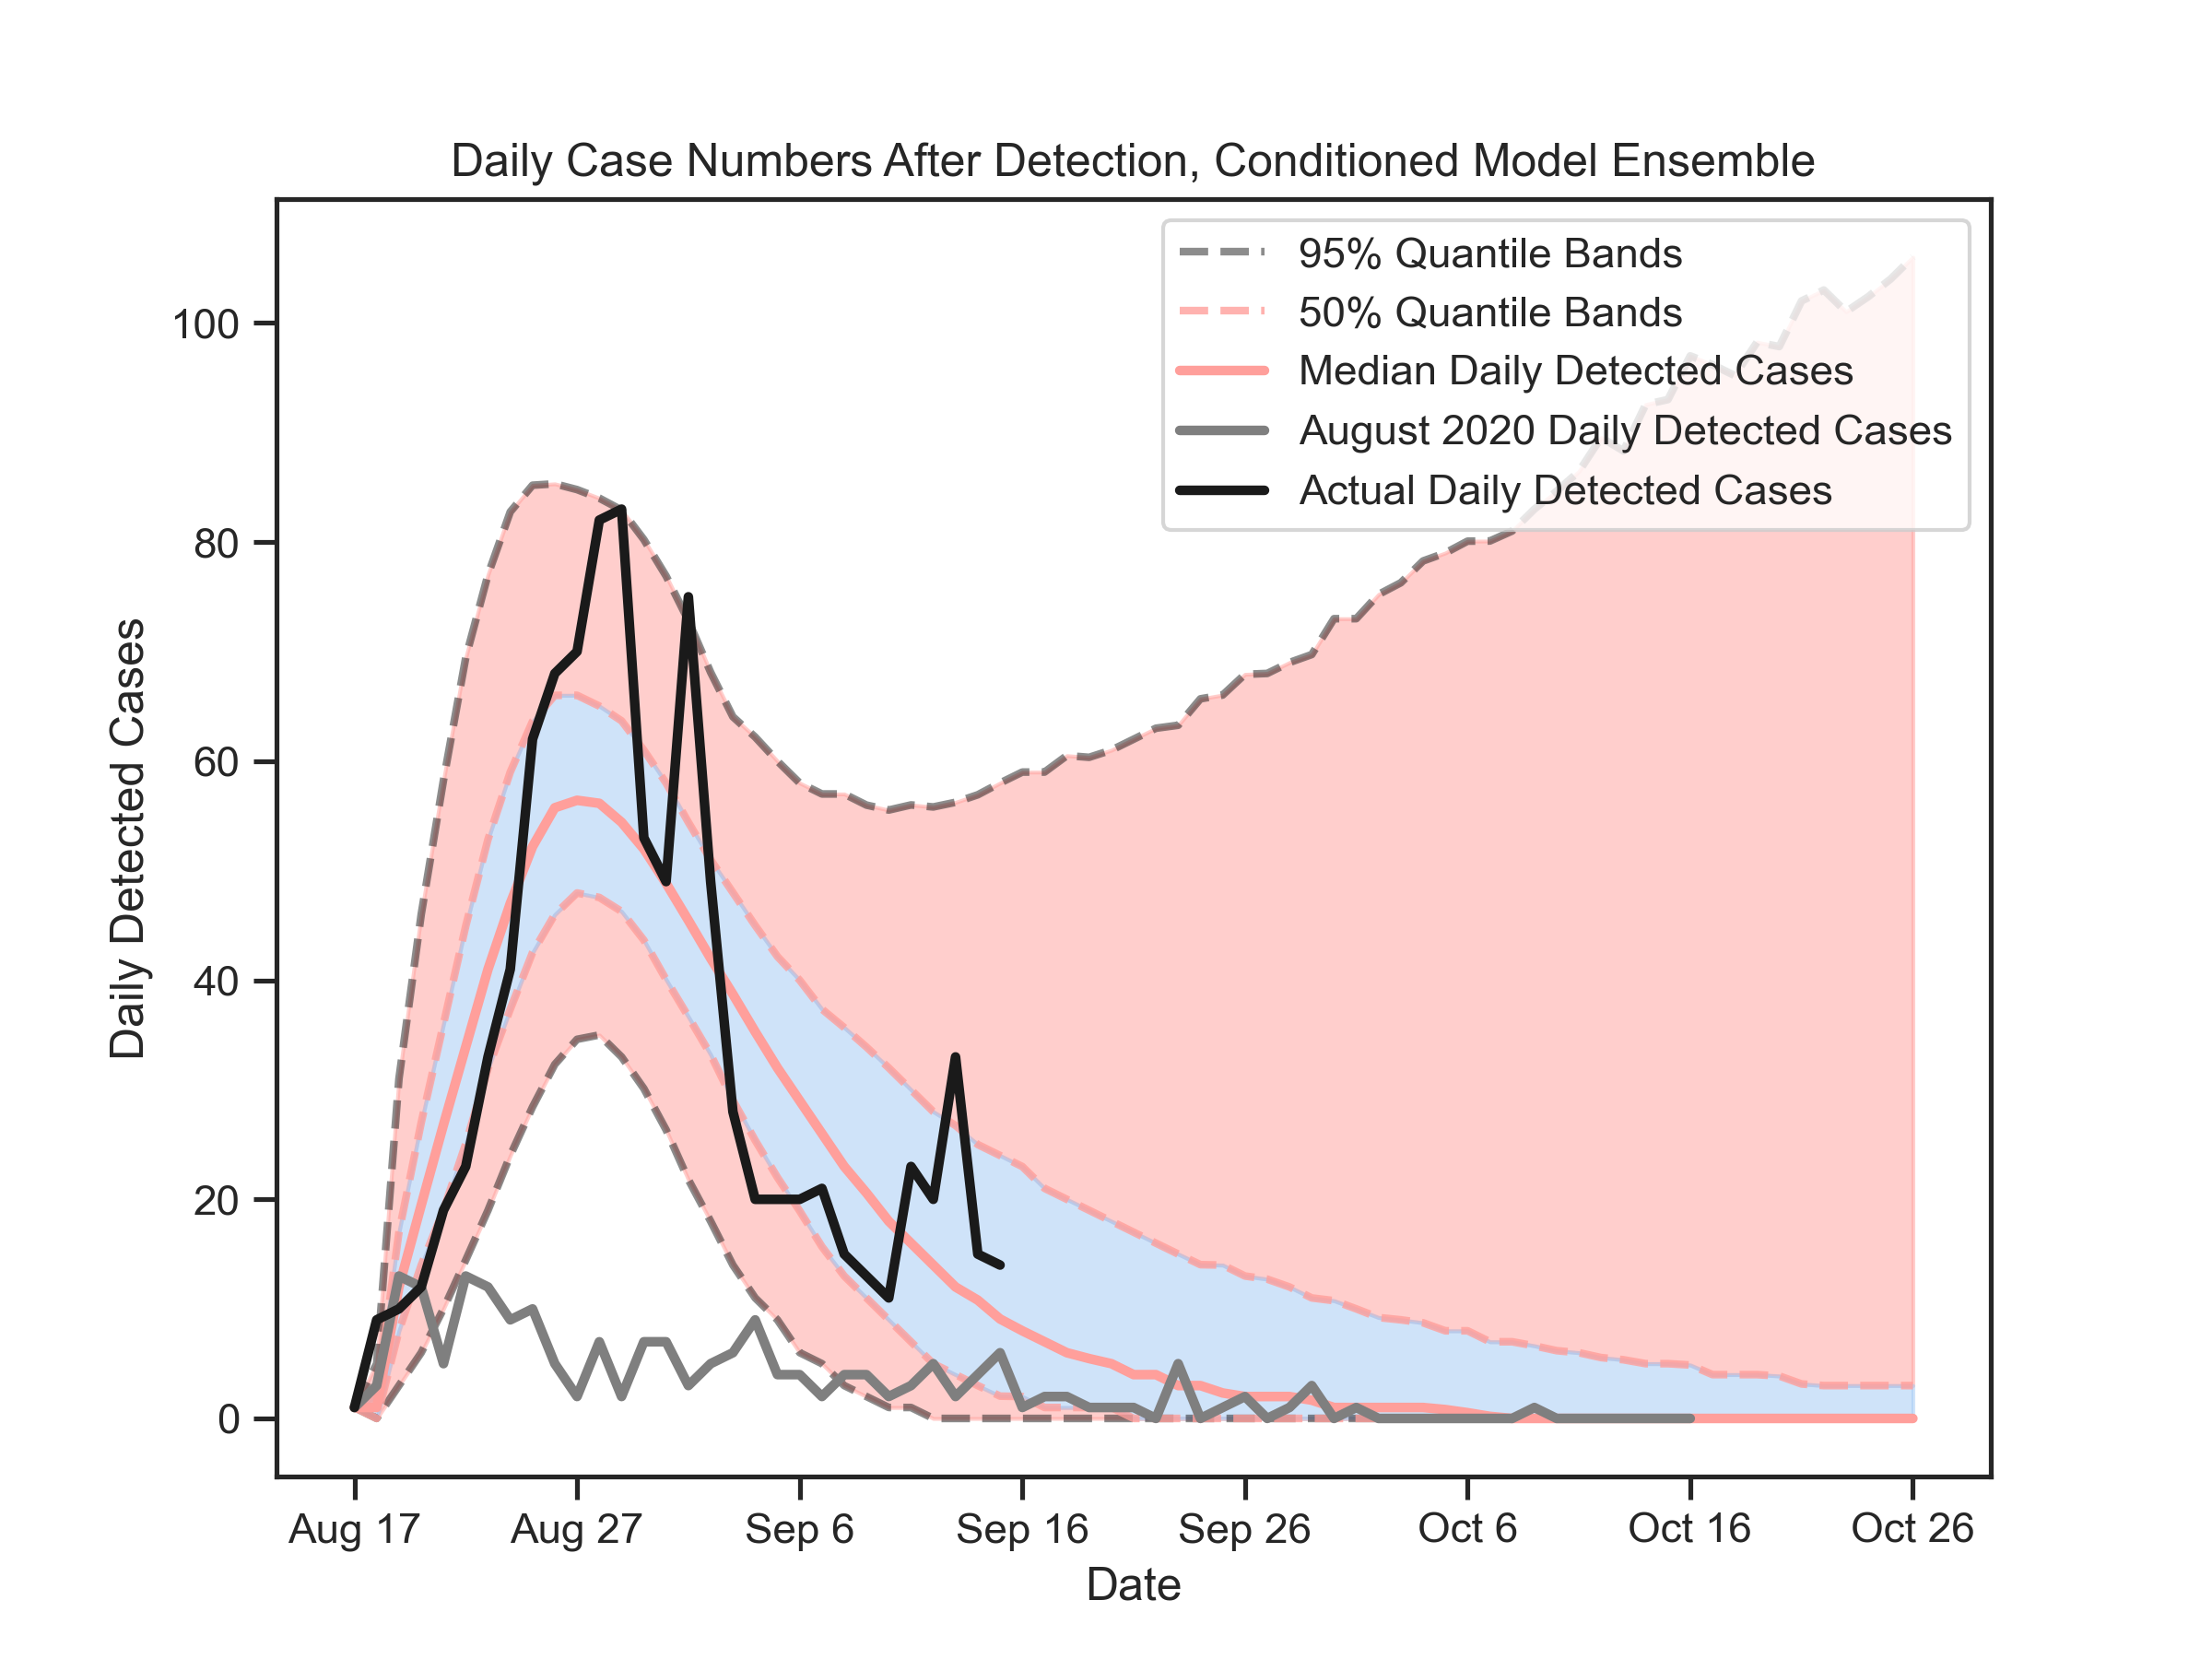 Daily Case Numbers After Detection, Conditioned Model Ensemble
95% Quantile Bands
50% Quantile Bands
Median Daily Detected Cases
August 2020 Daily Detected Cases
Actual Daily Detected Cases
Daily Detected Cases
100
80
60
40
20
0
Aug 17
Aug 27
Sep 6
Sep 16
Sep 26
Oct 6
Oct 16
Oct 26
Date